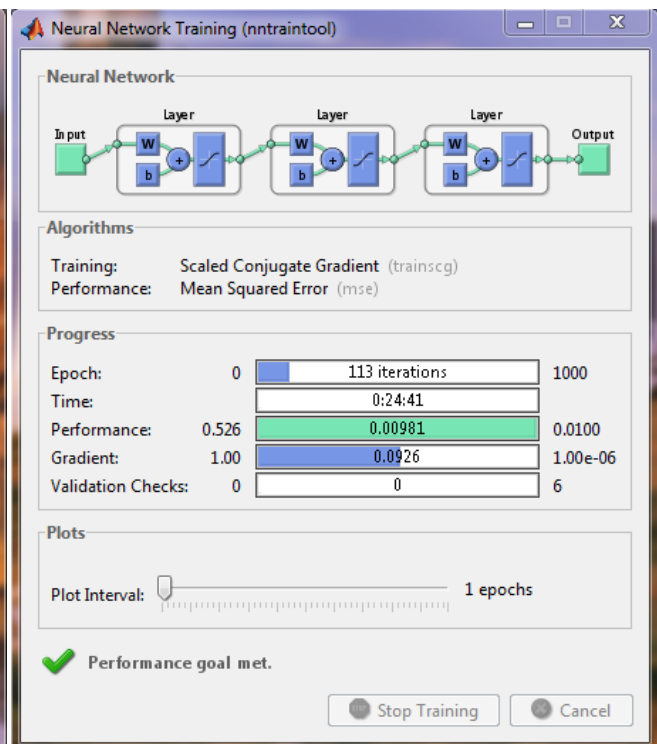 Neural Network Training (nntraintool)
Neural Network
Layer Layer Layer
Input Output
W W W
+ + +
b b b
Algorithms
Training: Scaled Conjugate Gradient (trainscg)
Performance: Mean Squared Error (mse)
Progress
Epoch: 0 113 iterations 1000
Time: 0:24:41
Performance: 0.526 0.00981 0.0100
Gradient: 1.00 0.0926 1.00e-06
Validation Checks: 0 0 6
Plots
Plot Interval: 1 epochs
Performance goal met.
Stop Training Cancel